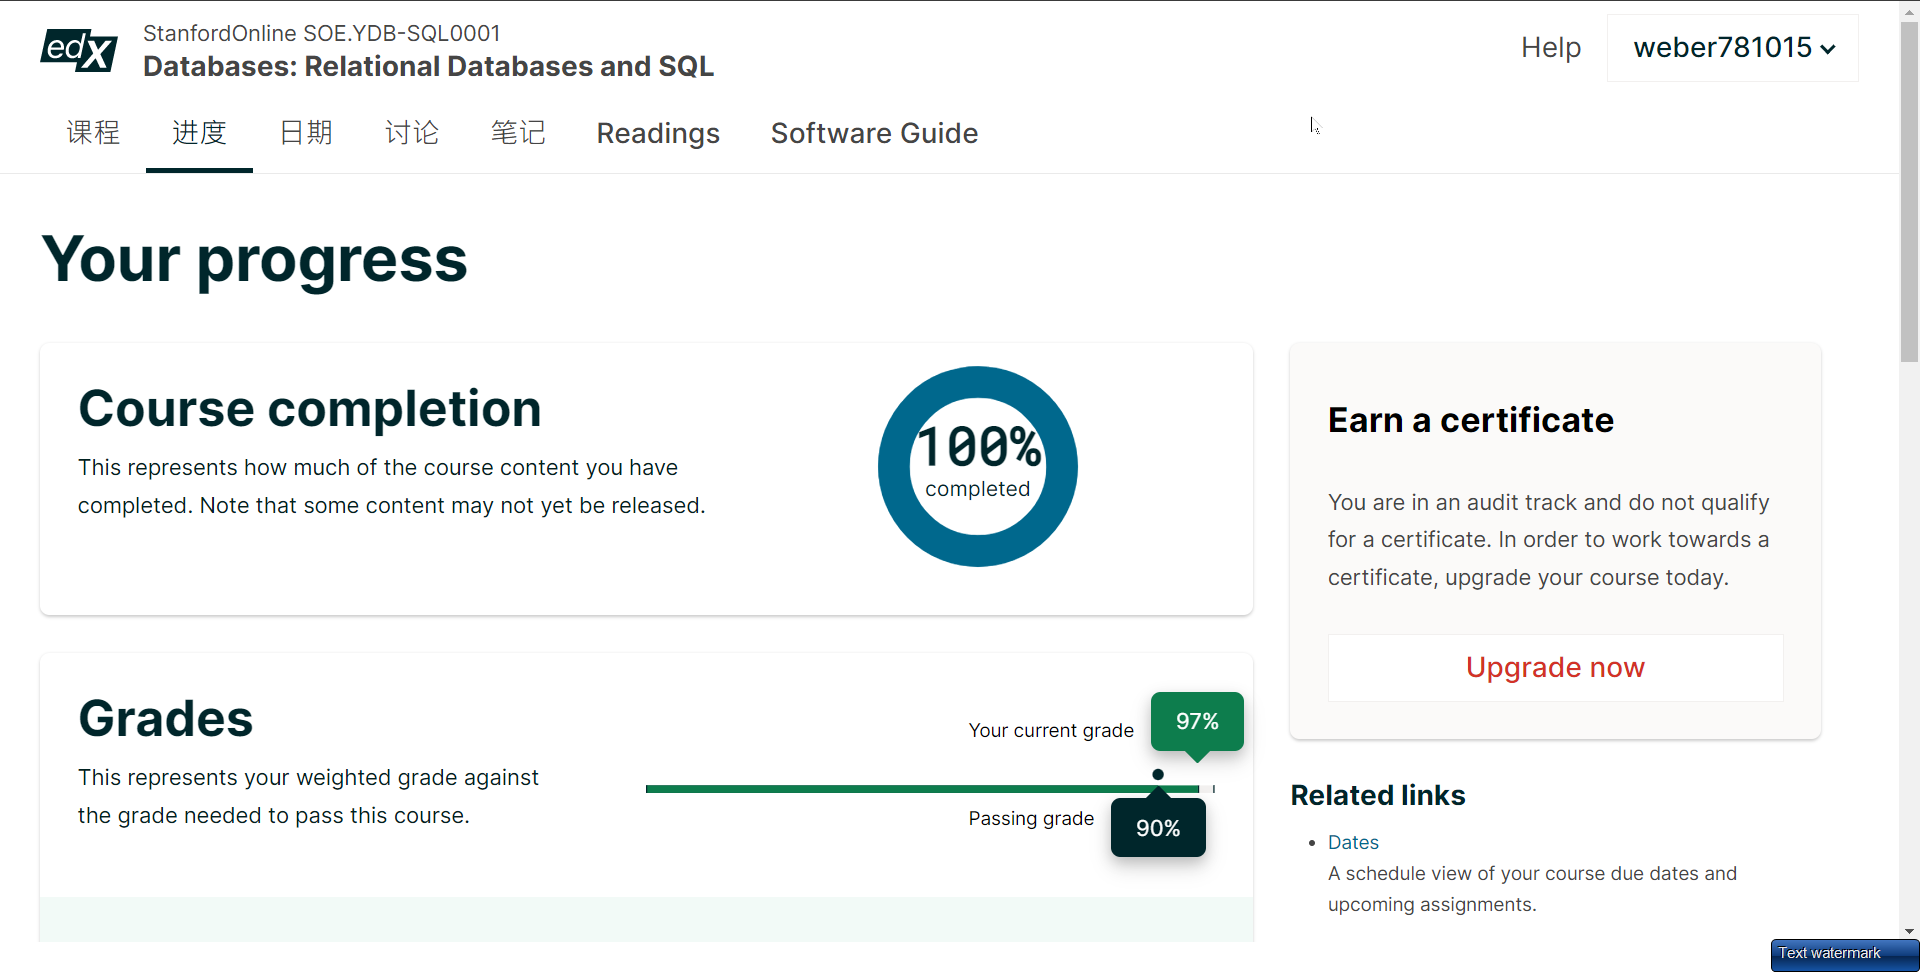 edX
StanfordOnline SOE.YDB-SQL0001
Databases: Relational Databases and SQL
Help
weber781015
课程
进度
日期
讨论
笔记
Readings
Software Guide
Your progress
Course completion
This represents how much of the course content you have
completed. Note that some content may not yet be released.
100%
completed
Earn a certificate
You are in an audit track and do not qualify
for a certificate. In order to work towards a
certificate, upgrade your course today.
Upgrade now
Grades
This represents your weighted grade against
the grade needed to pass this course.
Your current grade
97%
Passing grade
90%
Related links
Dates
A schedule view of your course due dates and
upcoming assignments.
Text watermark